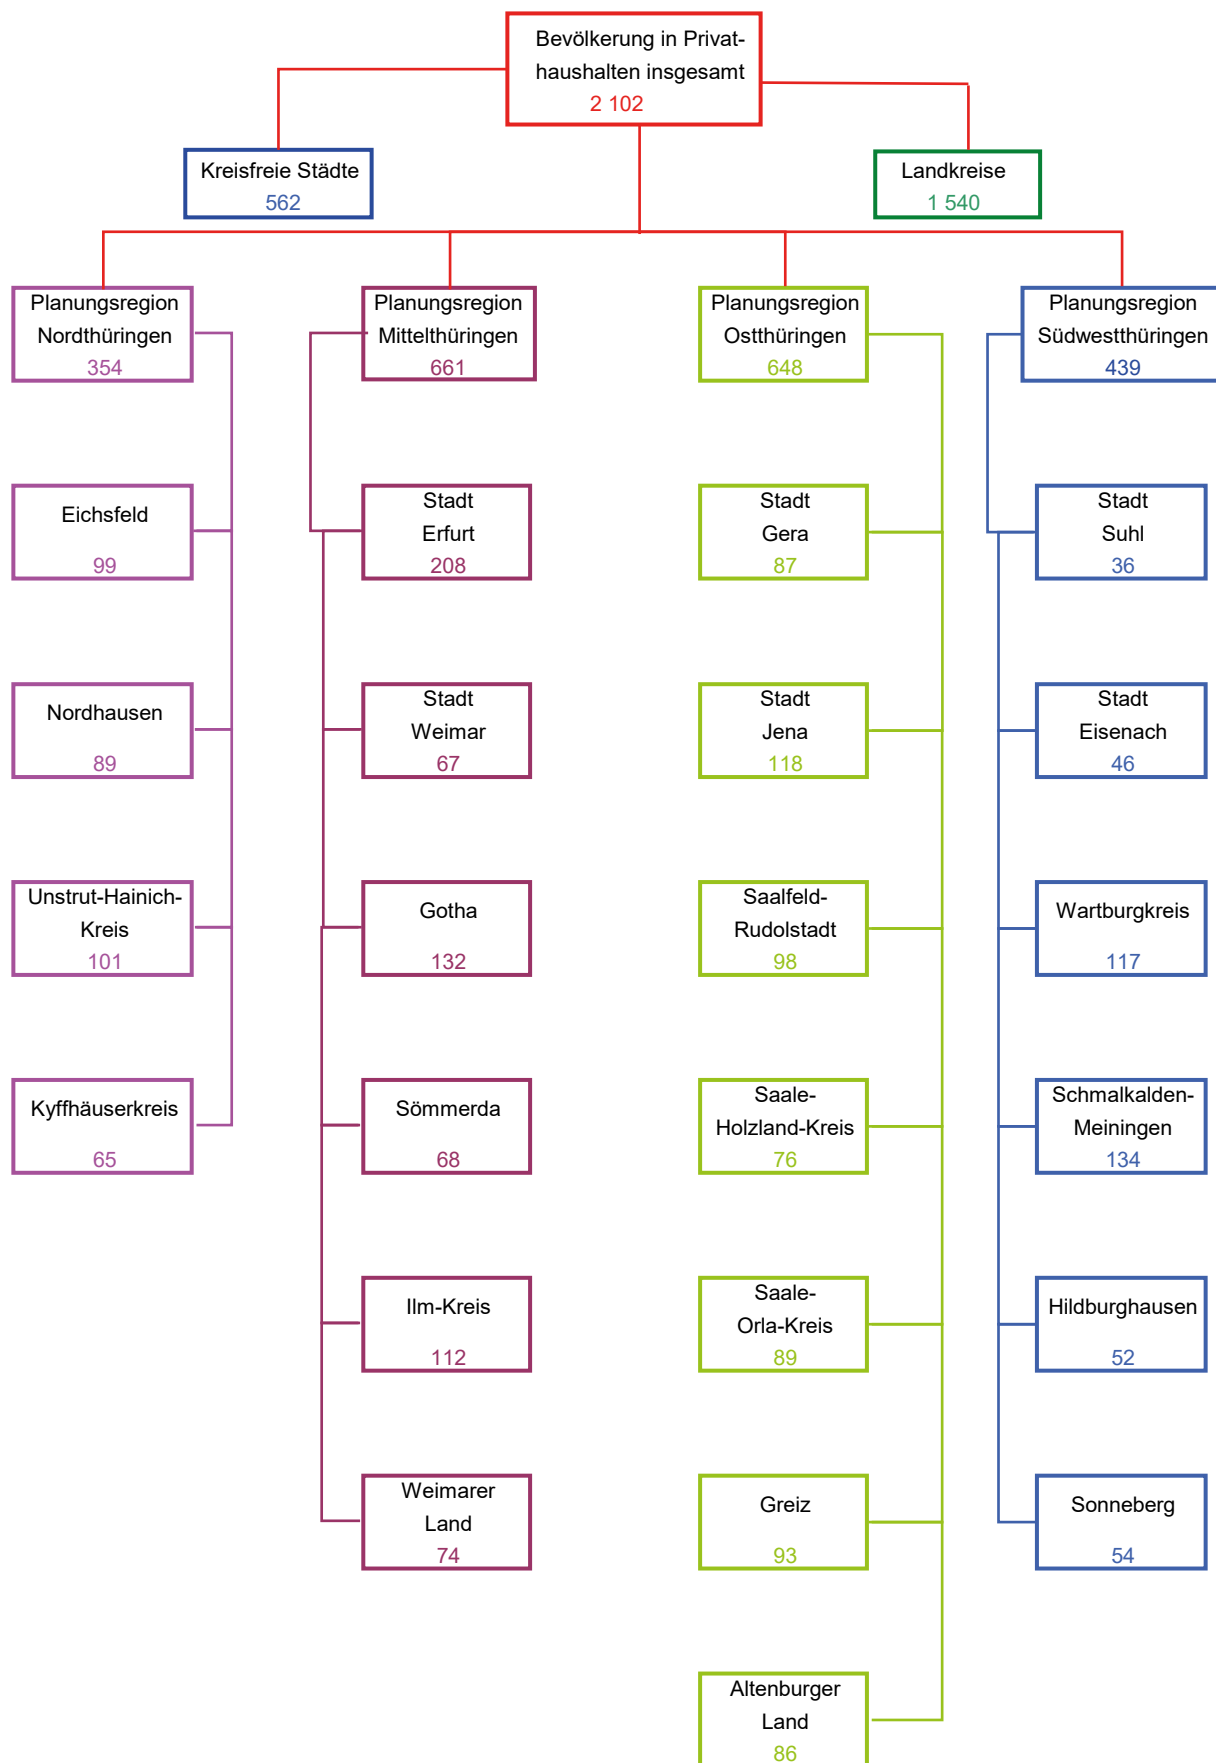 Bevölkerung in Privat-
haushalten insgesamt
2 102
Kreisfreie Städte
562
Landkreise
1 540
Planungsregion
Nordthüringen
354
Planungsregion
Mittelthüringen
661
Planungsregion
Ostthüringen
648
Planungsregion
Südwestthüringen
439
Eichsfeld
99
Stadt
Erfurt
208
Stadt
Gera
87
Stadt
Suhl
36
Nordhausen
89
Stadt
Weimar
67
Stadt
Jena
118
Stadt
Eisenach
46
Unstrut-Hainich-
Kreis
101
Gotha
132
Saalfeld-
Rudolstadt
98
Wartburgkreis
117
Kyffhäuserkreis
65
Sömmerda
68
Saale-
Holzland-Kreis
76
Schmalkalden-
Meiningen
134
Ilm-Kreis
112
Saale-
Orla-Kreis
89
Hildburghausen
52
Weimarer
Land
74
Greiz
93
Sonneberg
54
Altenburger
Land
86